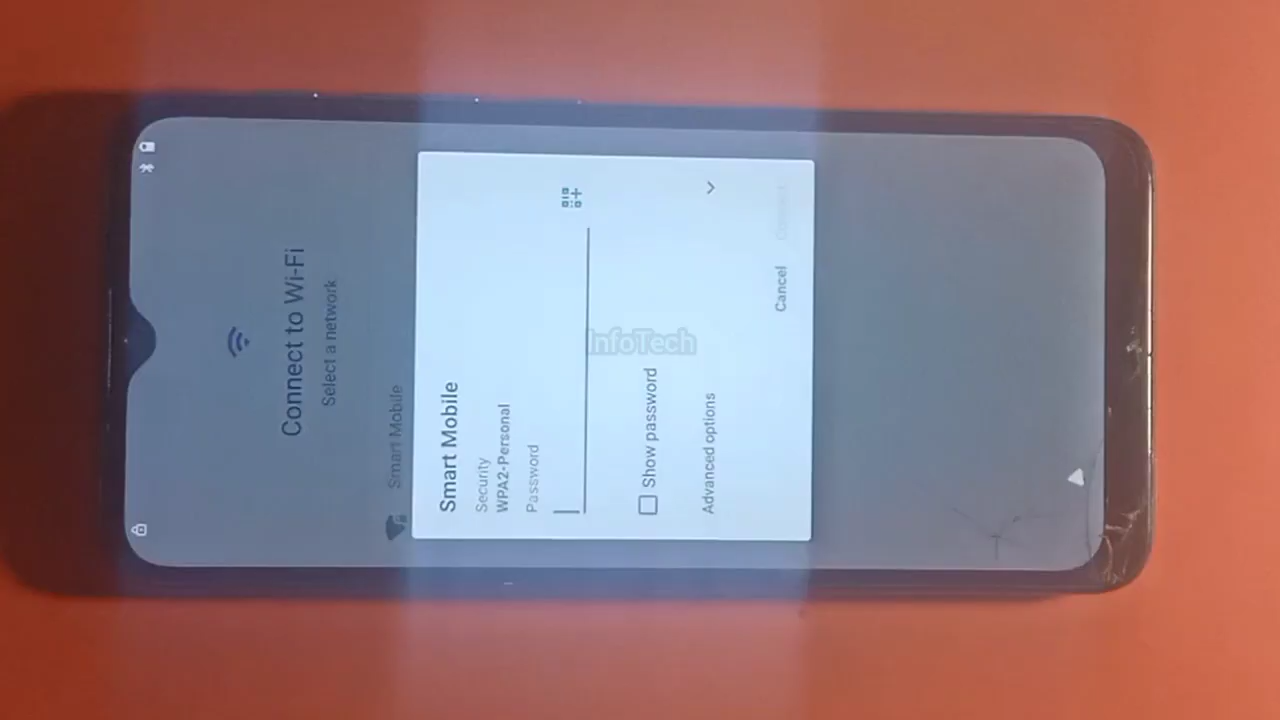 Connect to Wi-Fi
Select a network
Smart Mobile
Smart Mobile
Security
WPA2-Personal
Password
Show password
Advanced options
Cancel
Connect
InfoTech